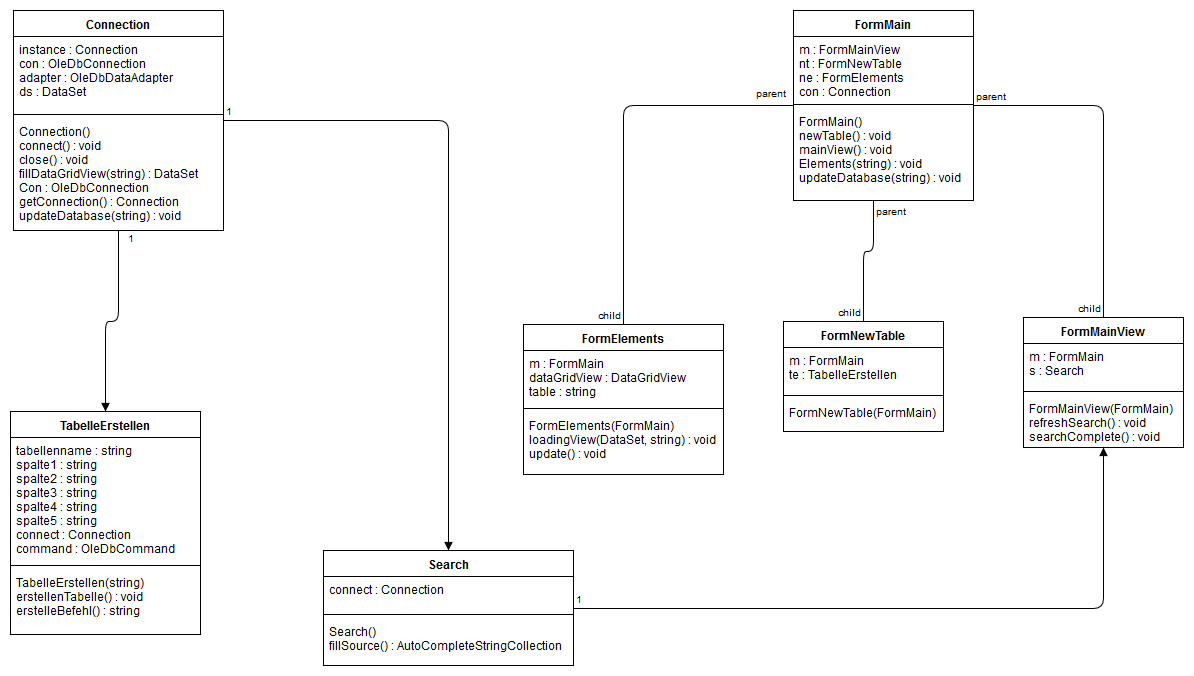 Connection
instance : Connection
con : OleDbConnection
adapter : OleDbDataAdapter
ds : DataSet
Connection()
connect() : void
close() : void
fillDataGridView(string) : DataSet
Con : OleDbConnection
getConnection() : Connection
updateDatabase(string) : void
1
1
FormMain
m : FormMainView
nt : FormNewTable
ne : FormElements
con : Connection
FormMain()
newTable() : void
mainView() : void
Elements(string) : void
updateDatabase(string) : void
parent
parent
parent
child
child
child
FormElements
m : FormMain
dataGridView : DataGridView
table : string
FormElements(FormMain)
loadingView(DataSet, string) : void
update() : void
FormNewTable
m : FormMain
te : TabelleErstellen
FormNewTable(FormMain)
FormMainView
m : FormMain
s : Search
FormMainView(FormMain)
refreshSearch() : void
searchComplete() : void
TabelleErstellen
tabellenname : string
spalte1 : string
spalte2 : string
spalte3 : string
spalte4 : string
spalte5 : string
connect : Connection
command : OleDbCommand
TabelleErstellen(string)
erstellenTabelle() : void
erstelleBefehl() : string
Search
connect : Connection
Search()
fillSource() : AutoCompleteStringCollection
1